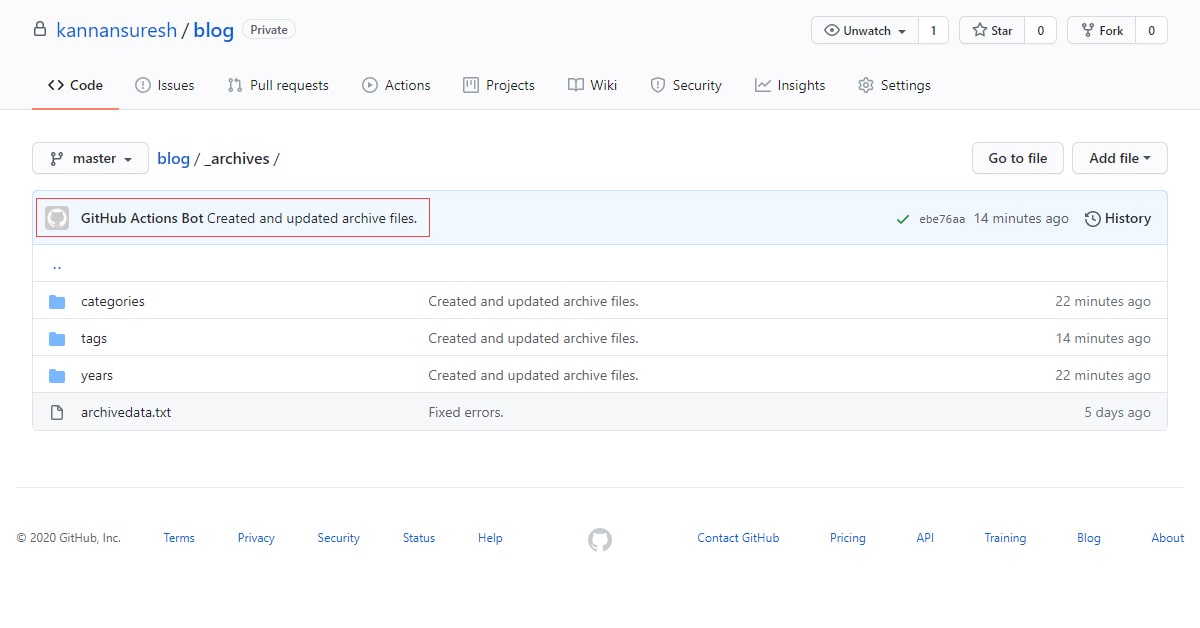 kannansuresh / blog Private Unwatch 1 Star 0 Fork 0
Code Issues Pull requests Actions Projects Wiki Security Insights Settings
master blog / _archives / Go to file Add file
GitHub Actions Bot Created and updated archive files. ebe76aa 14 minutes ago History
..
categories Created and updated archive files. 22 minutes ago
tags Created and updated archive files. 14 minutes ago
years Created and updated archive files. 22 minutes ago
archivedata.txt Fixed errors. 5 days ago
© 2020 GitHub, Inc. Terms Privacy Security Status Help Contact GitHub Pricing API Training Blog About